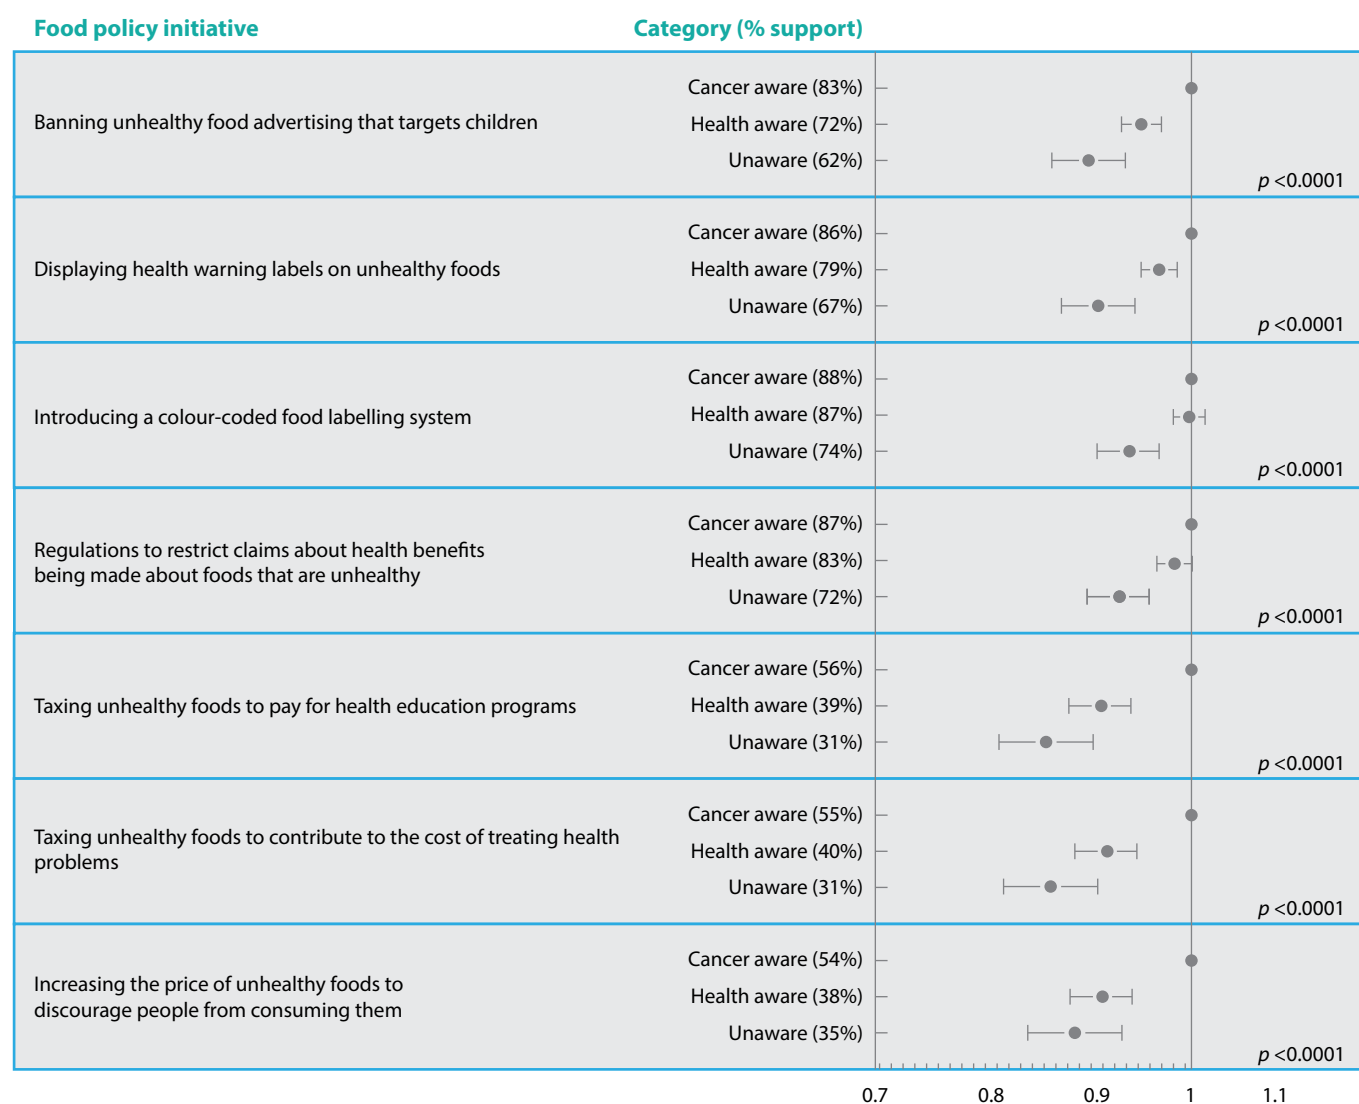 Food policy initiative Category (% support)
Cancer aware (83%)
Banning unhealthy food advertising that targets children Health aware (72%)
Unaware (62%)
p <0.0001
Cancer aware (86%)
Displaying health warning labels on unhealthy foods Health aware (79%)
Unaware (67%)
p <0.0001
Cancer aware (88%)
Introducing a colour-coded food labelling system Health aware (87%)
Unaware (74%)
p <0.0001
Cancer aware (87%)
Regulations to restrict claims about health benefits
being made about foods that are unhealthy
Health aware (83%)
Unaware (72%)
p <0.0001
Cancer aware (56%)
Taxing unhealthy foods to pay for health education programs Health aware (39%)
Unaware (31%)
p <0.0001
Cancer aware (55%)
Taxing unhealthy foods to contribute to the cost of treating health
problems
Health aware (40%)
Unaware (31%)
p <0.0001
Cancer aware (54%)
Increasing the price of unhealthy foods to
discourage people from consuming them
Health aware (38%)
Unaware (35%)
p <0.0001
0.7 0.8 0.9 1 1.1